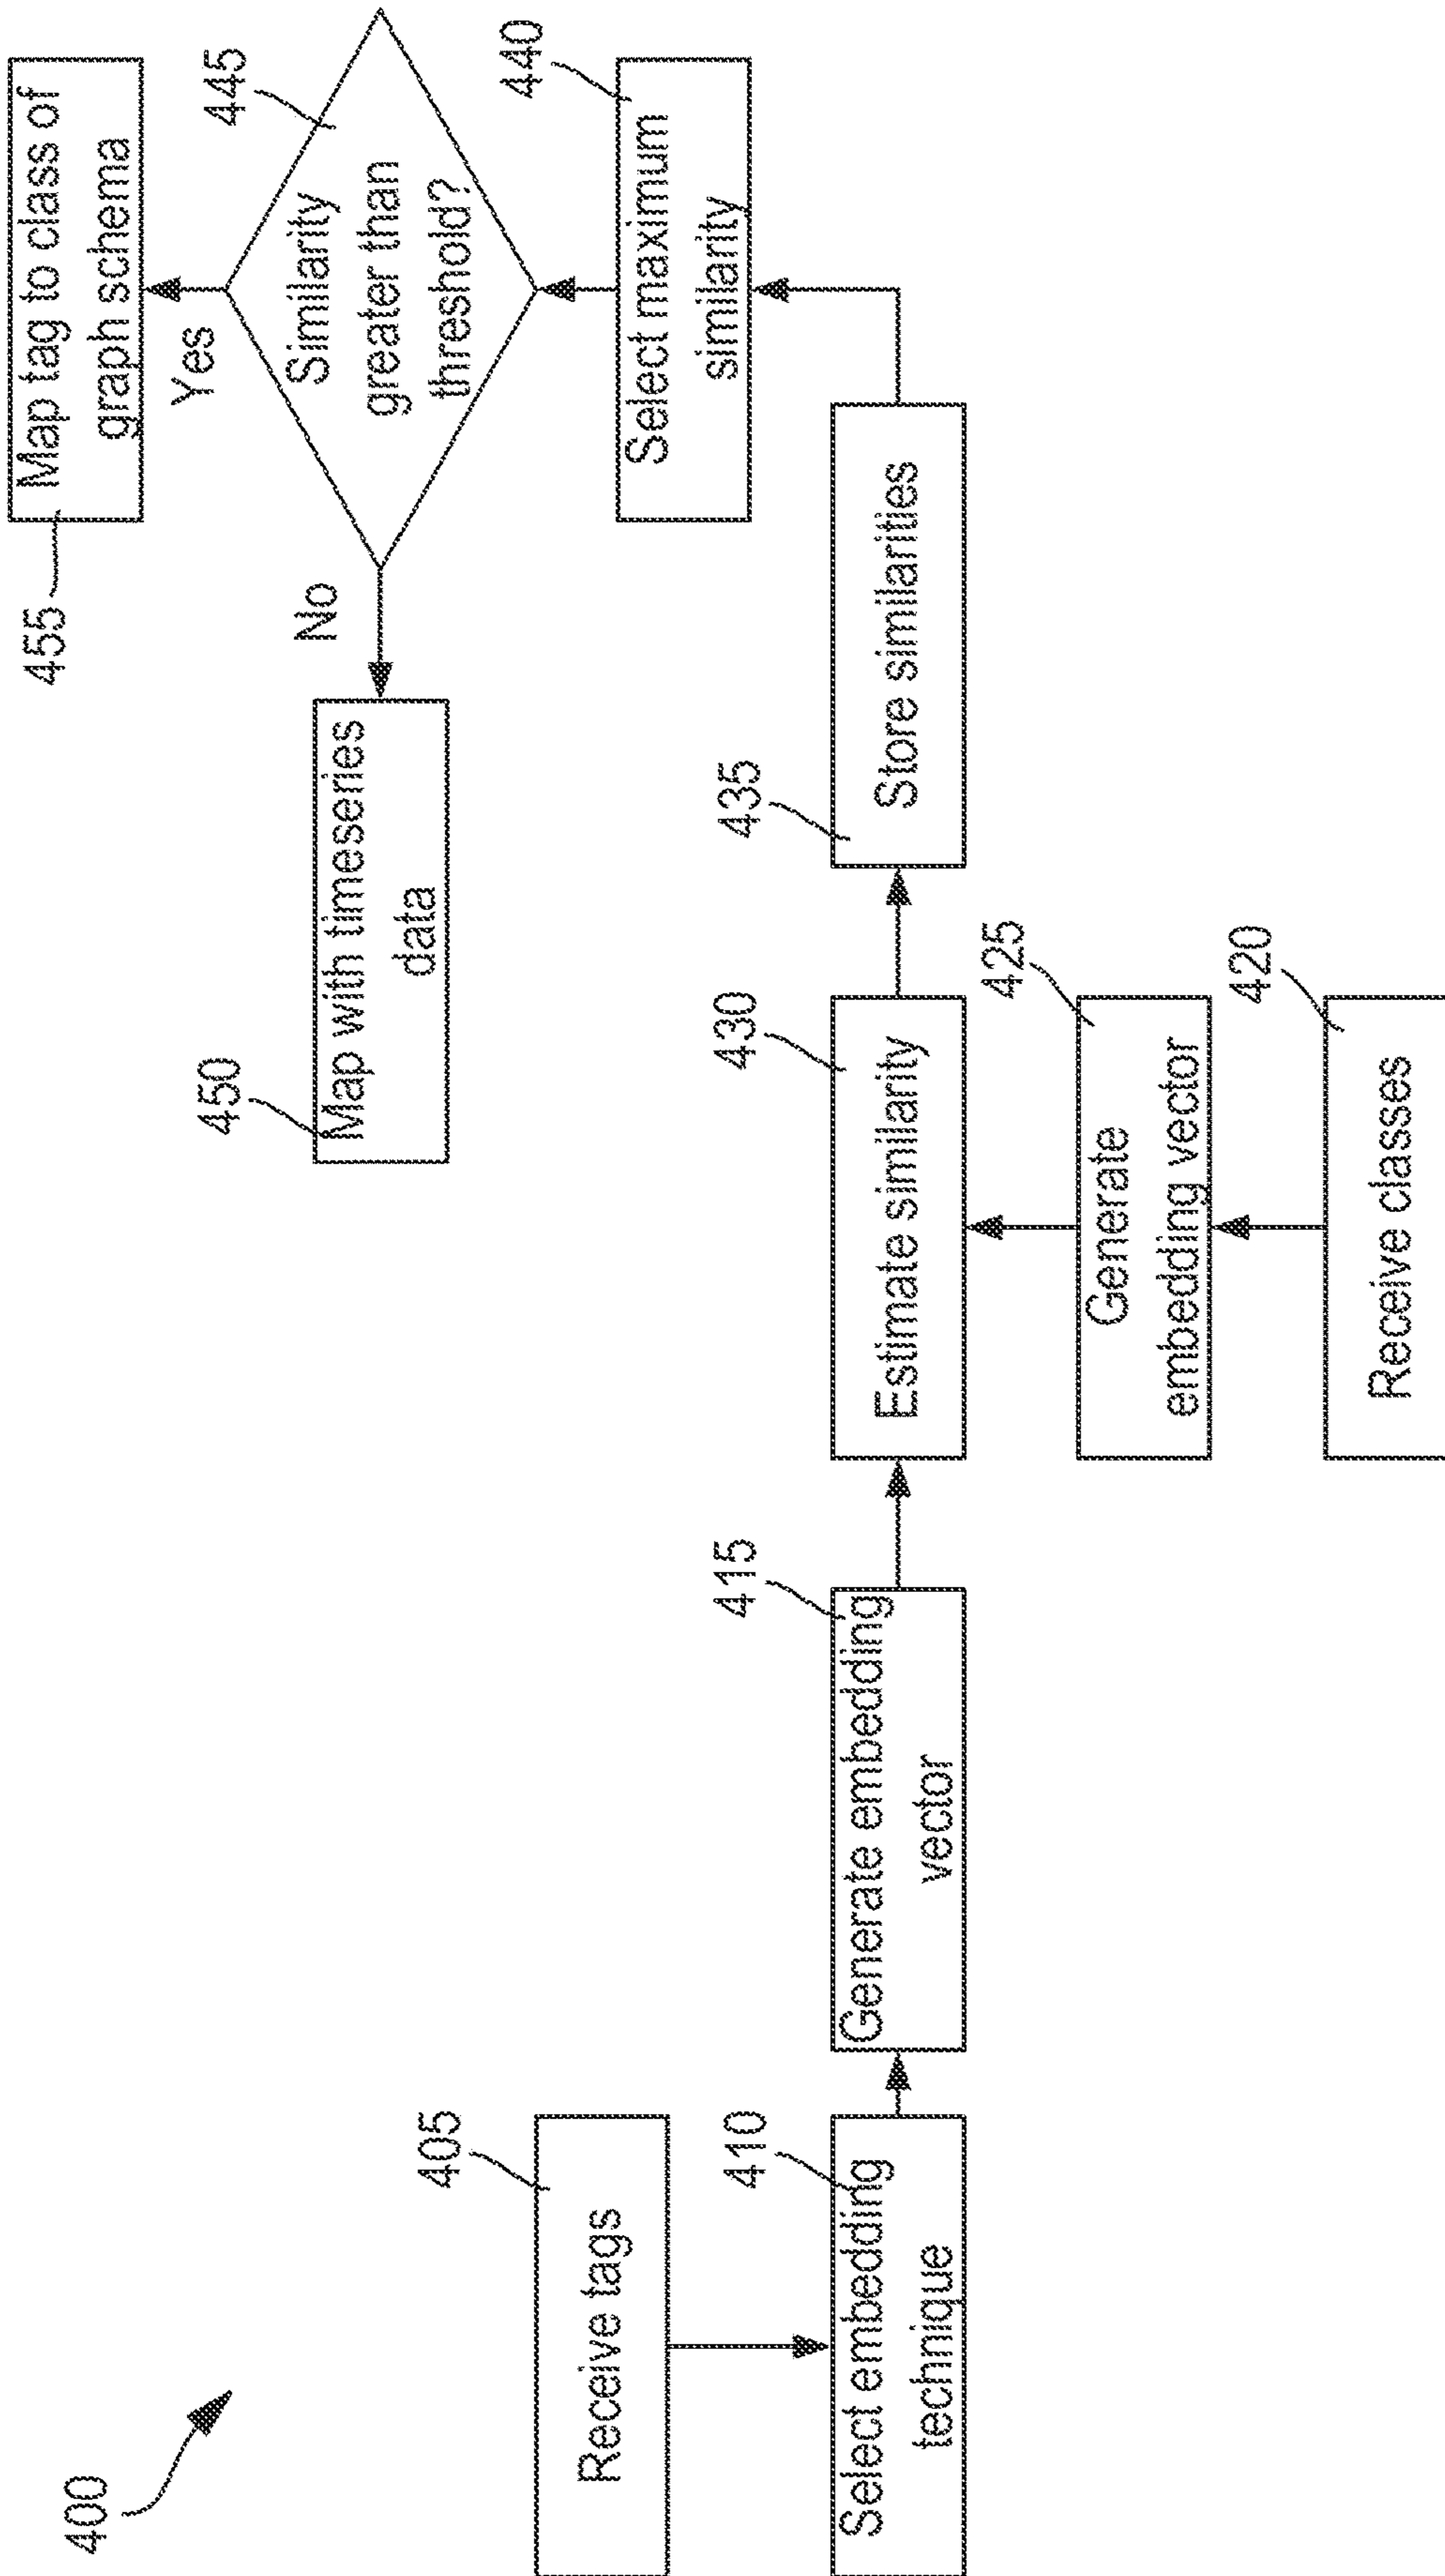 400
405
Receive tags
410
Select embedding
technique
415
Generate embedding
vector
420
Receive classes
425
Generate
embedding vector
430
Estimate similarity
435
Store similarities
440
Select maximum
similarity
445
Similarity
greater than
threshold?
No
Yes
450
Map with timeseries
data
455
Map tag to class of
graph schema